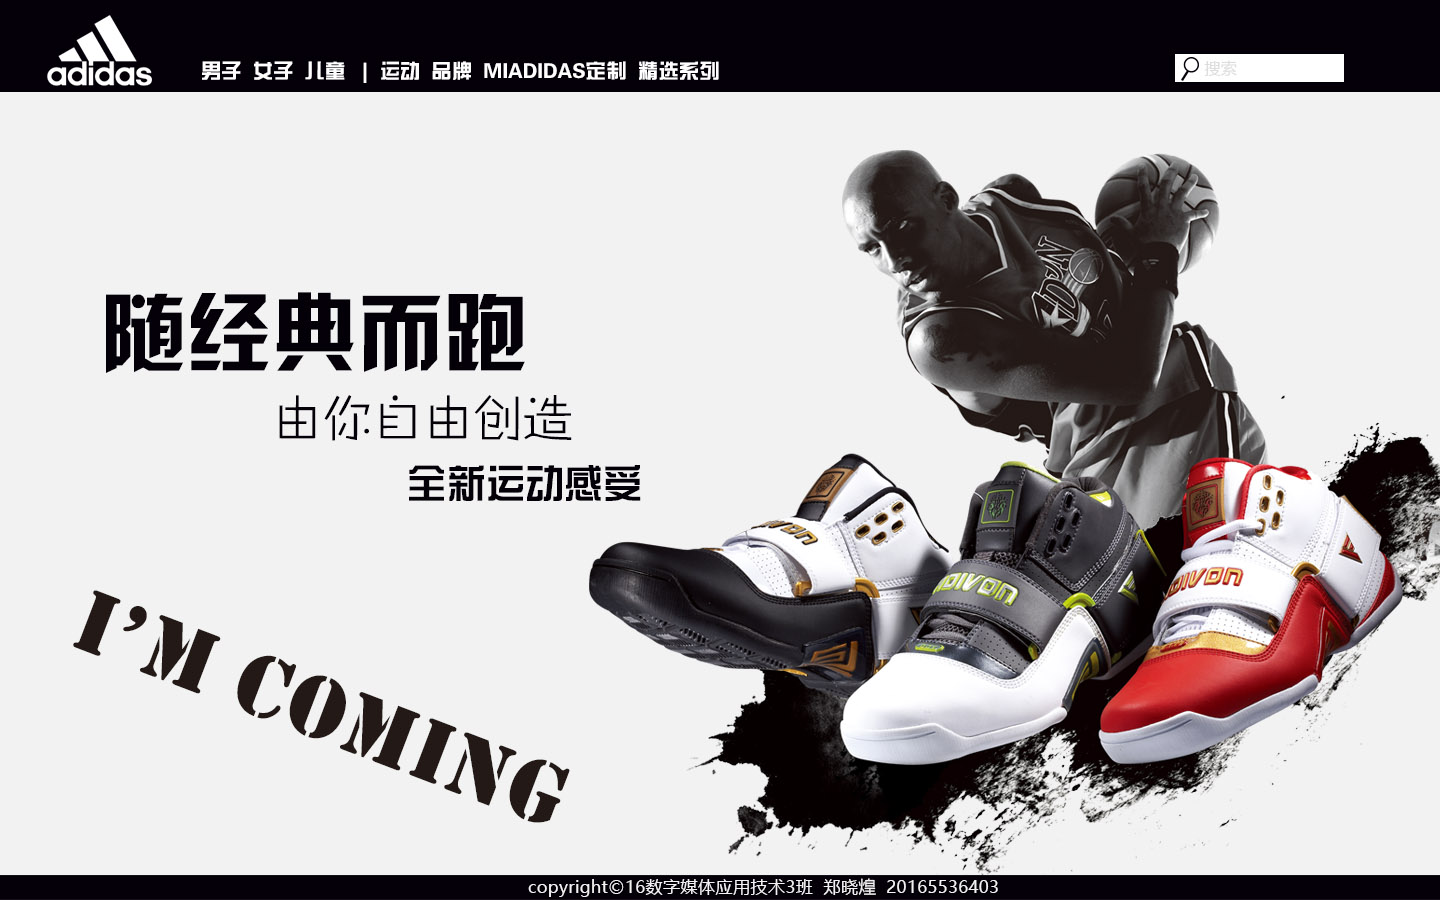 adidas
男子 女子 儿童 | 运动 品牌 MIADIDAS定制 精选系列
搜索
随经典而跑
由你自由创造
全新运动感受
I'M COMING
copyright©16数字媒体应用技术3班 郑晓煌 20165536403